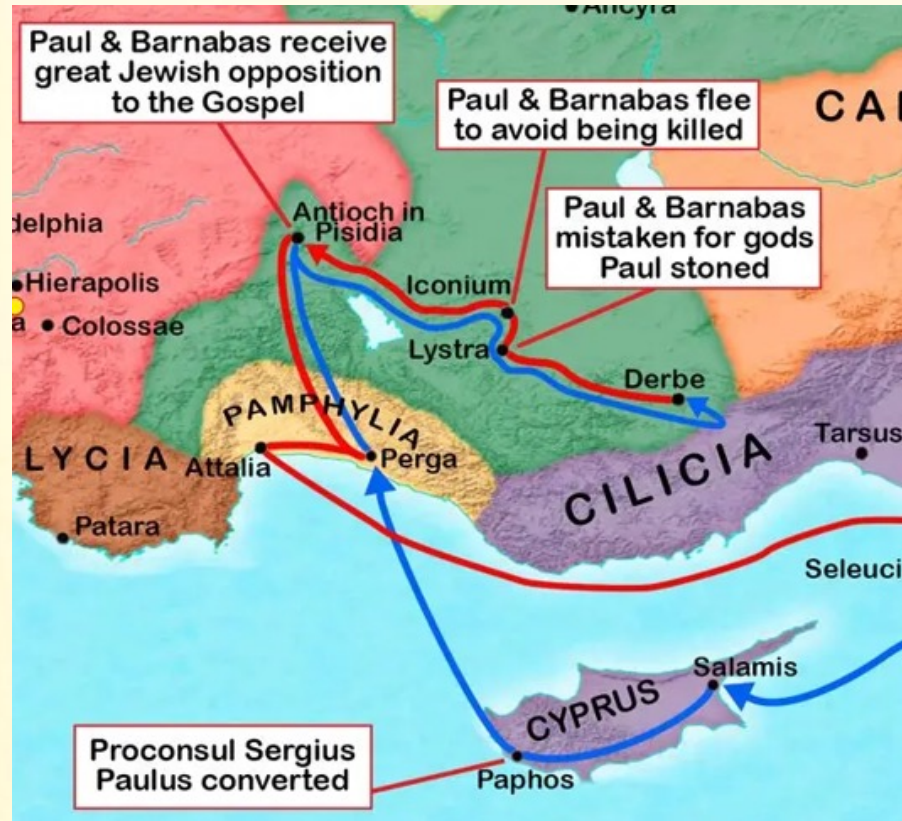 Ancyra
Paul & Barnabas receive
great Jewish opposition
to the Gospel
Paul & Barnabas flee
to avoid being killed
CA
Paul & Barnabas
mistaken for gods
Paul stoned
delphia
Antioch in
Pisidia
Hierapolis
a
Colossae
Iconium
Lystra
Derbe
PAMPHYLIA
LYCIA
Attalia
Perga
Tarsus
CILICIA
Patara
Seleuci
Salamis
CYPRUS
Proconsul Sergius
Paulus converted
Paphos